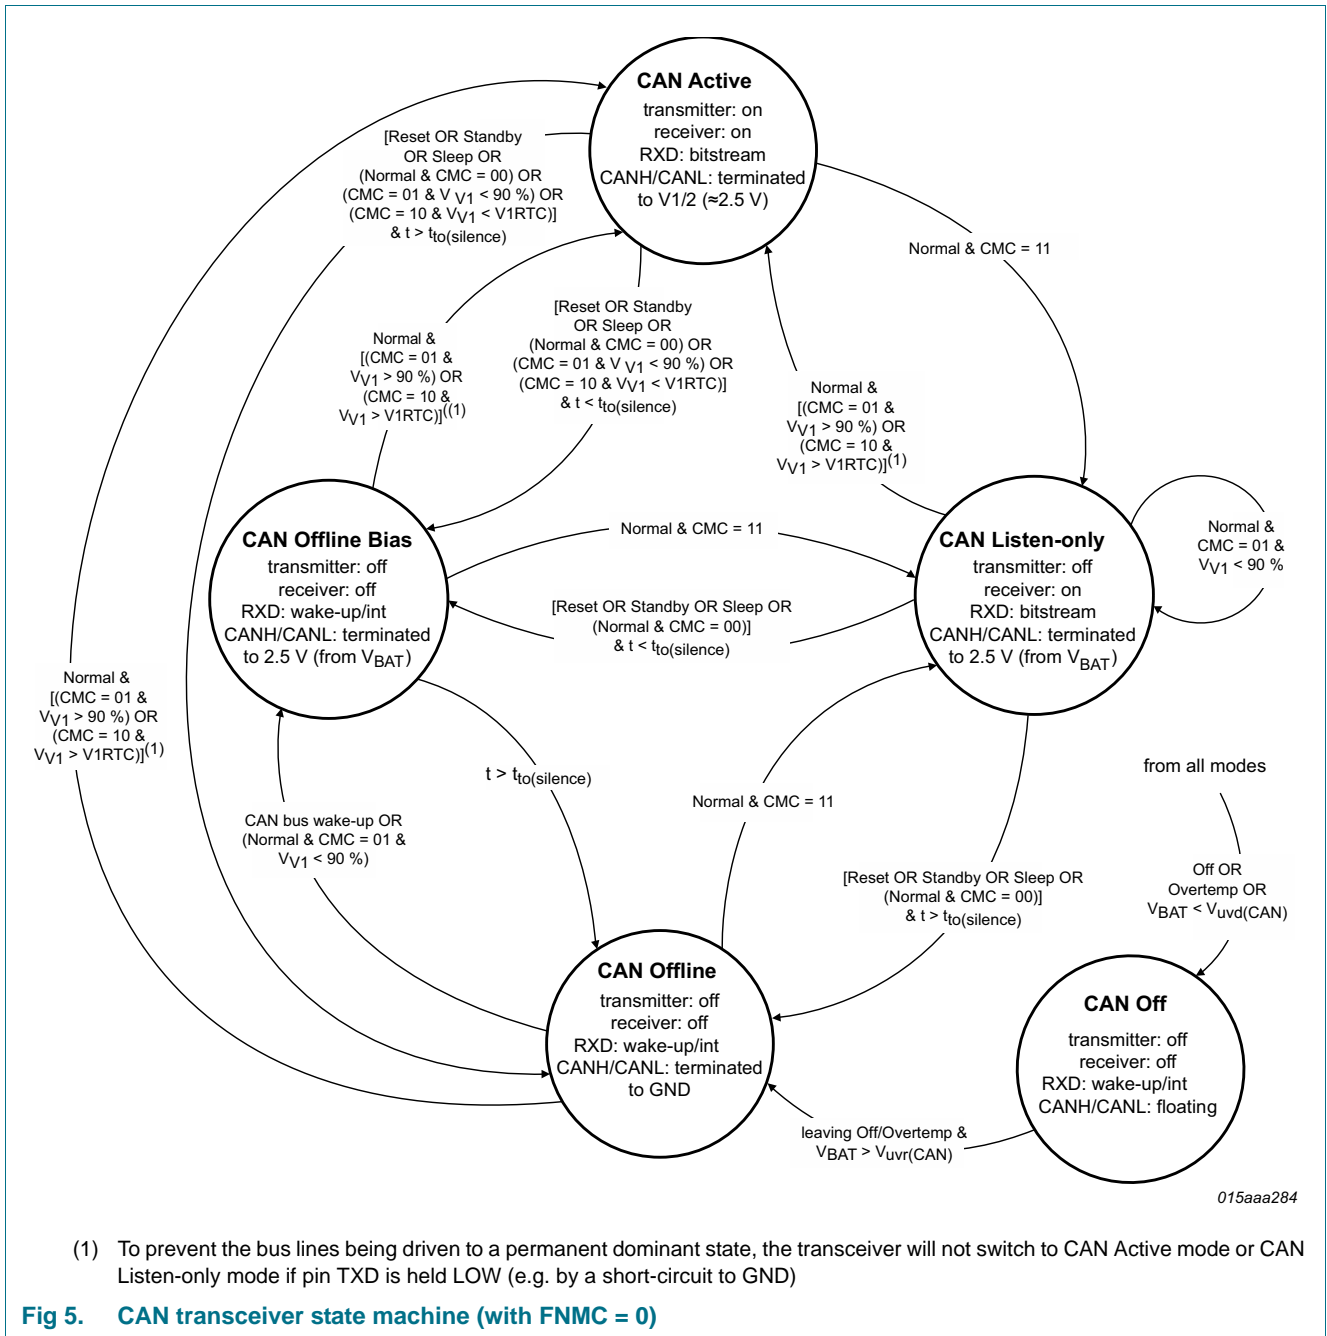 CAN Active
transmitter: on
receiver: on
RXD: bitstream
CANH/CANL: terminated
to V1/2 (≈2.5 V)
[Reset OR Standby
OR Sleep OR
(Normal & CMC = 00) OR
(CMC = 01 & V V1 < 90 %) OR
(CMC = 10 & VV1 < V1RTC)]
& t > tto(silence)
Normal & CMC = 11
[Reset OR Standby
OR Sleep OR
(Normal & CMC = 00) OR
(CMC = 01 & V V1 < 90 %) OR
(CMC = 10 & VV1 < V1RTC)]
& t < tto(silence)
Normal &
[(CMC = 01 &
VV1 > 90 %) OR
(CMC = 10 &
VV1 > V1RTC)]((1)
Normal &
[(CMC = 01 &
VV1 > 90 %) OR
(CMC = 10 &
VV1 > V1RTC)](1)
CAN Offline Bias
transmitter: off
receiver: off
RXD: wake-up/int
CANH/CANL: terminated
to 2.5 V (from VBAT)
Normal & CMC = 11
[Reset OR Standby OR Sleep OR
(Normal & CMC = 00)]
& t < tto(silence)
CAN Listen-only
transmitter: off
receiver: on
RXD: bitstream
CANH/CANL: terminated
to 2.5 V (from VBAT)
Normal &
CMC = 01 &
VV1 < 90 %
Normal &
[(CMC = 01 &
VV1 > 90 %) OR
(CMC = 10 &
VV1 > V1RTC)](1)
t > tto(silence)
CAN bus wake-up OR
(Normal & CMC = 01 &
VV1 < 90 %)
Normal & CMC = 11
[Reset OR Standby OR Sleep OR
(Normal & CMC = 00)]
& t > tto(silence)
from all modes
Off OR
Overtemp OR
VBAT < Vuvd(CAN)
CAN Offline
transmitter: off
receiver: off
RXD: wake-up/int
CANH/CANL: terminated
to GND
CAN Off
transmitter: off
receiver: off
RXD: wake-up/int
CANH/CANL: floating
leaving Off/Overtemp &
VBAT > Vuvr(CAN)
015aaa284
(1) To prevent the bus lines being driven to a permanent dominant state, the transceiver will not switch to CAN Active mode or CAN
Listen-only mode if pin TXD is held LOW (e.g. by a short-circuit to GND)
Fig 5. CAN transceiver state machine (with FNMC = 0)